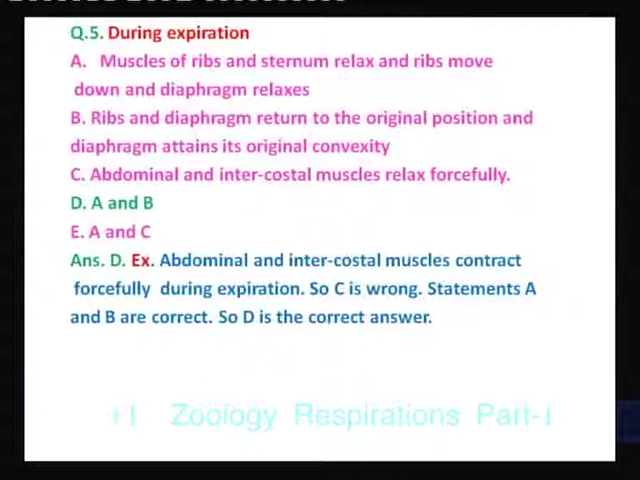 Q.5. During expiration
A. Muscles of ribs and sternum relax and ribs move
down and diaphragm relaxes
B. Ribs and diaphragm return to the original position and
diaphragm attains its original convexity
C. Abdominal and inter-costal muscles relax forcefully.
D. A and B
E. A and C
Ans. D. Ex. Abdominal and inter-costal muscles contract
forcefully during expiration. So C is wrong. Statements A
and B are correct. So D is the correct answer.
+1 Zoology Respirations Part-1